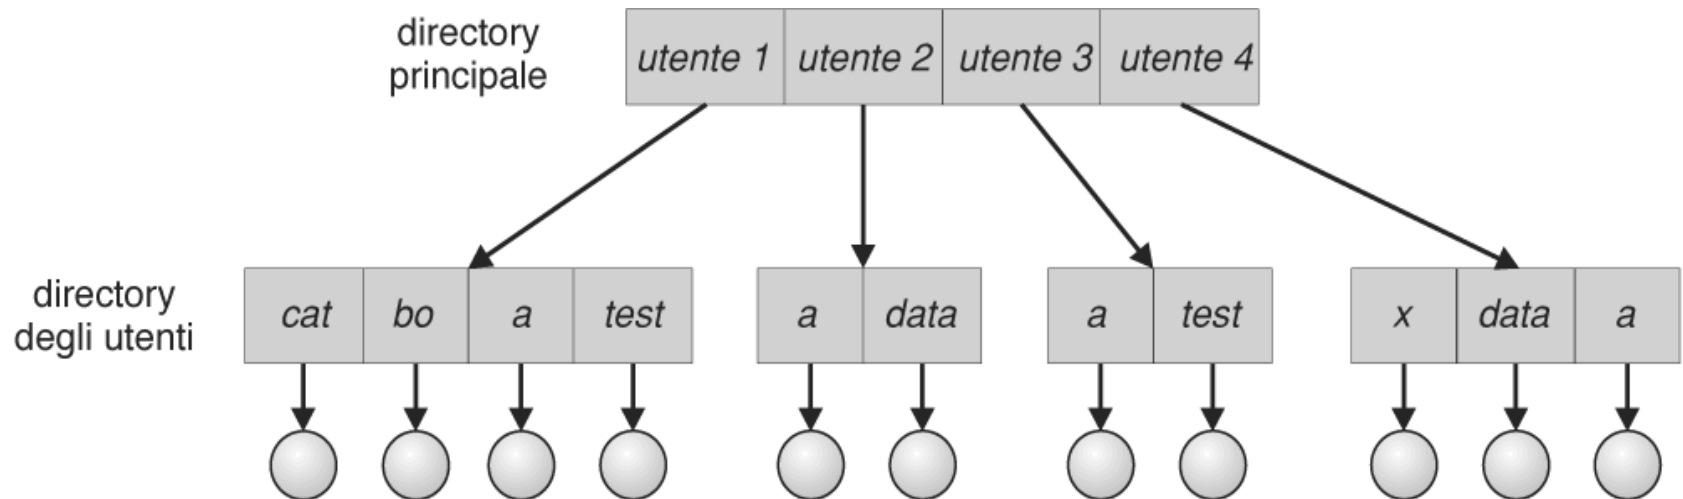 directory
principale
utente 1 utente 2 utente 3 utente 4
directory
degli utenti
cat bo a test a data a test x data a